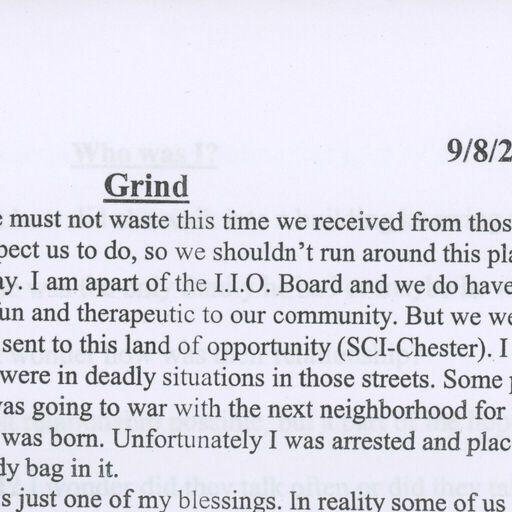 Who was I?
9/8/2
Grind
e must not waste this time we received from thos
pect us to do, so we shouldn't run around this pla
ay. I am apart of the I.I.O. Board and we do have
fun and therapeutic to our community. But we we
sent to this land of opportunity (SCI-Chester). I
were in deadly situations in those streets. Some p
was going to war with the next neighborhood for
was born. Unfortunately I was arrested and plac
dy bag in it.
s just one of my blessings. In reality some of us